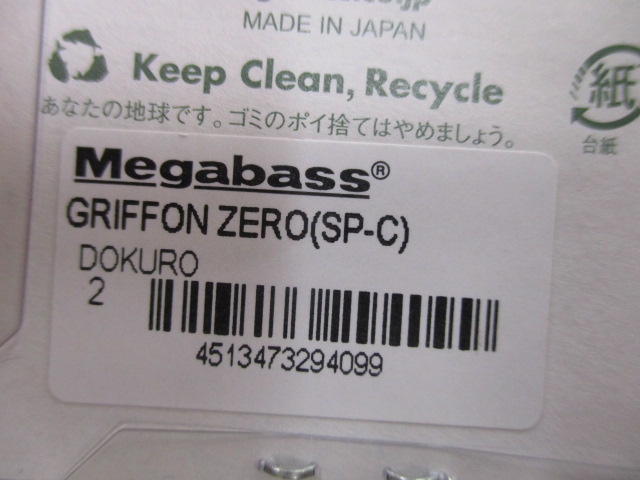 MADE IN JAPAN
Keep Clean, Recycle
あなたの地球です。ゴミのポイ捨てはやめましょう。
紙
台紙
Megabass®
GRIFFON ZERO(SP-C)
DOKURO
2
4513473294099